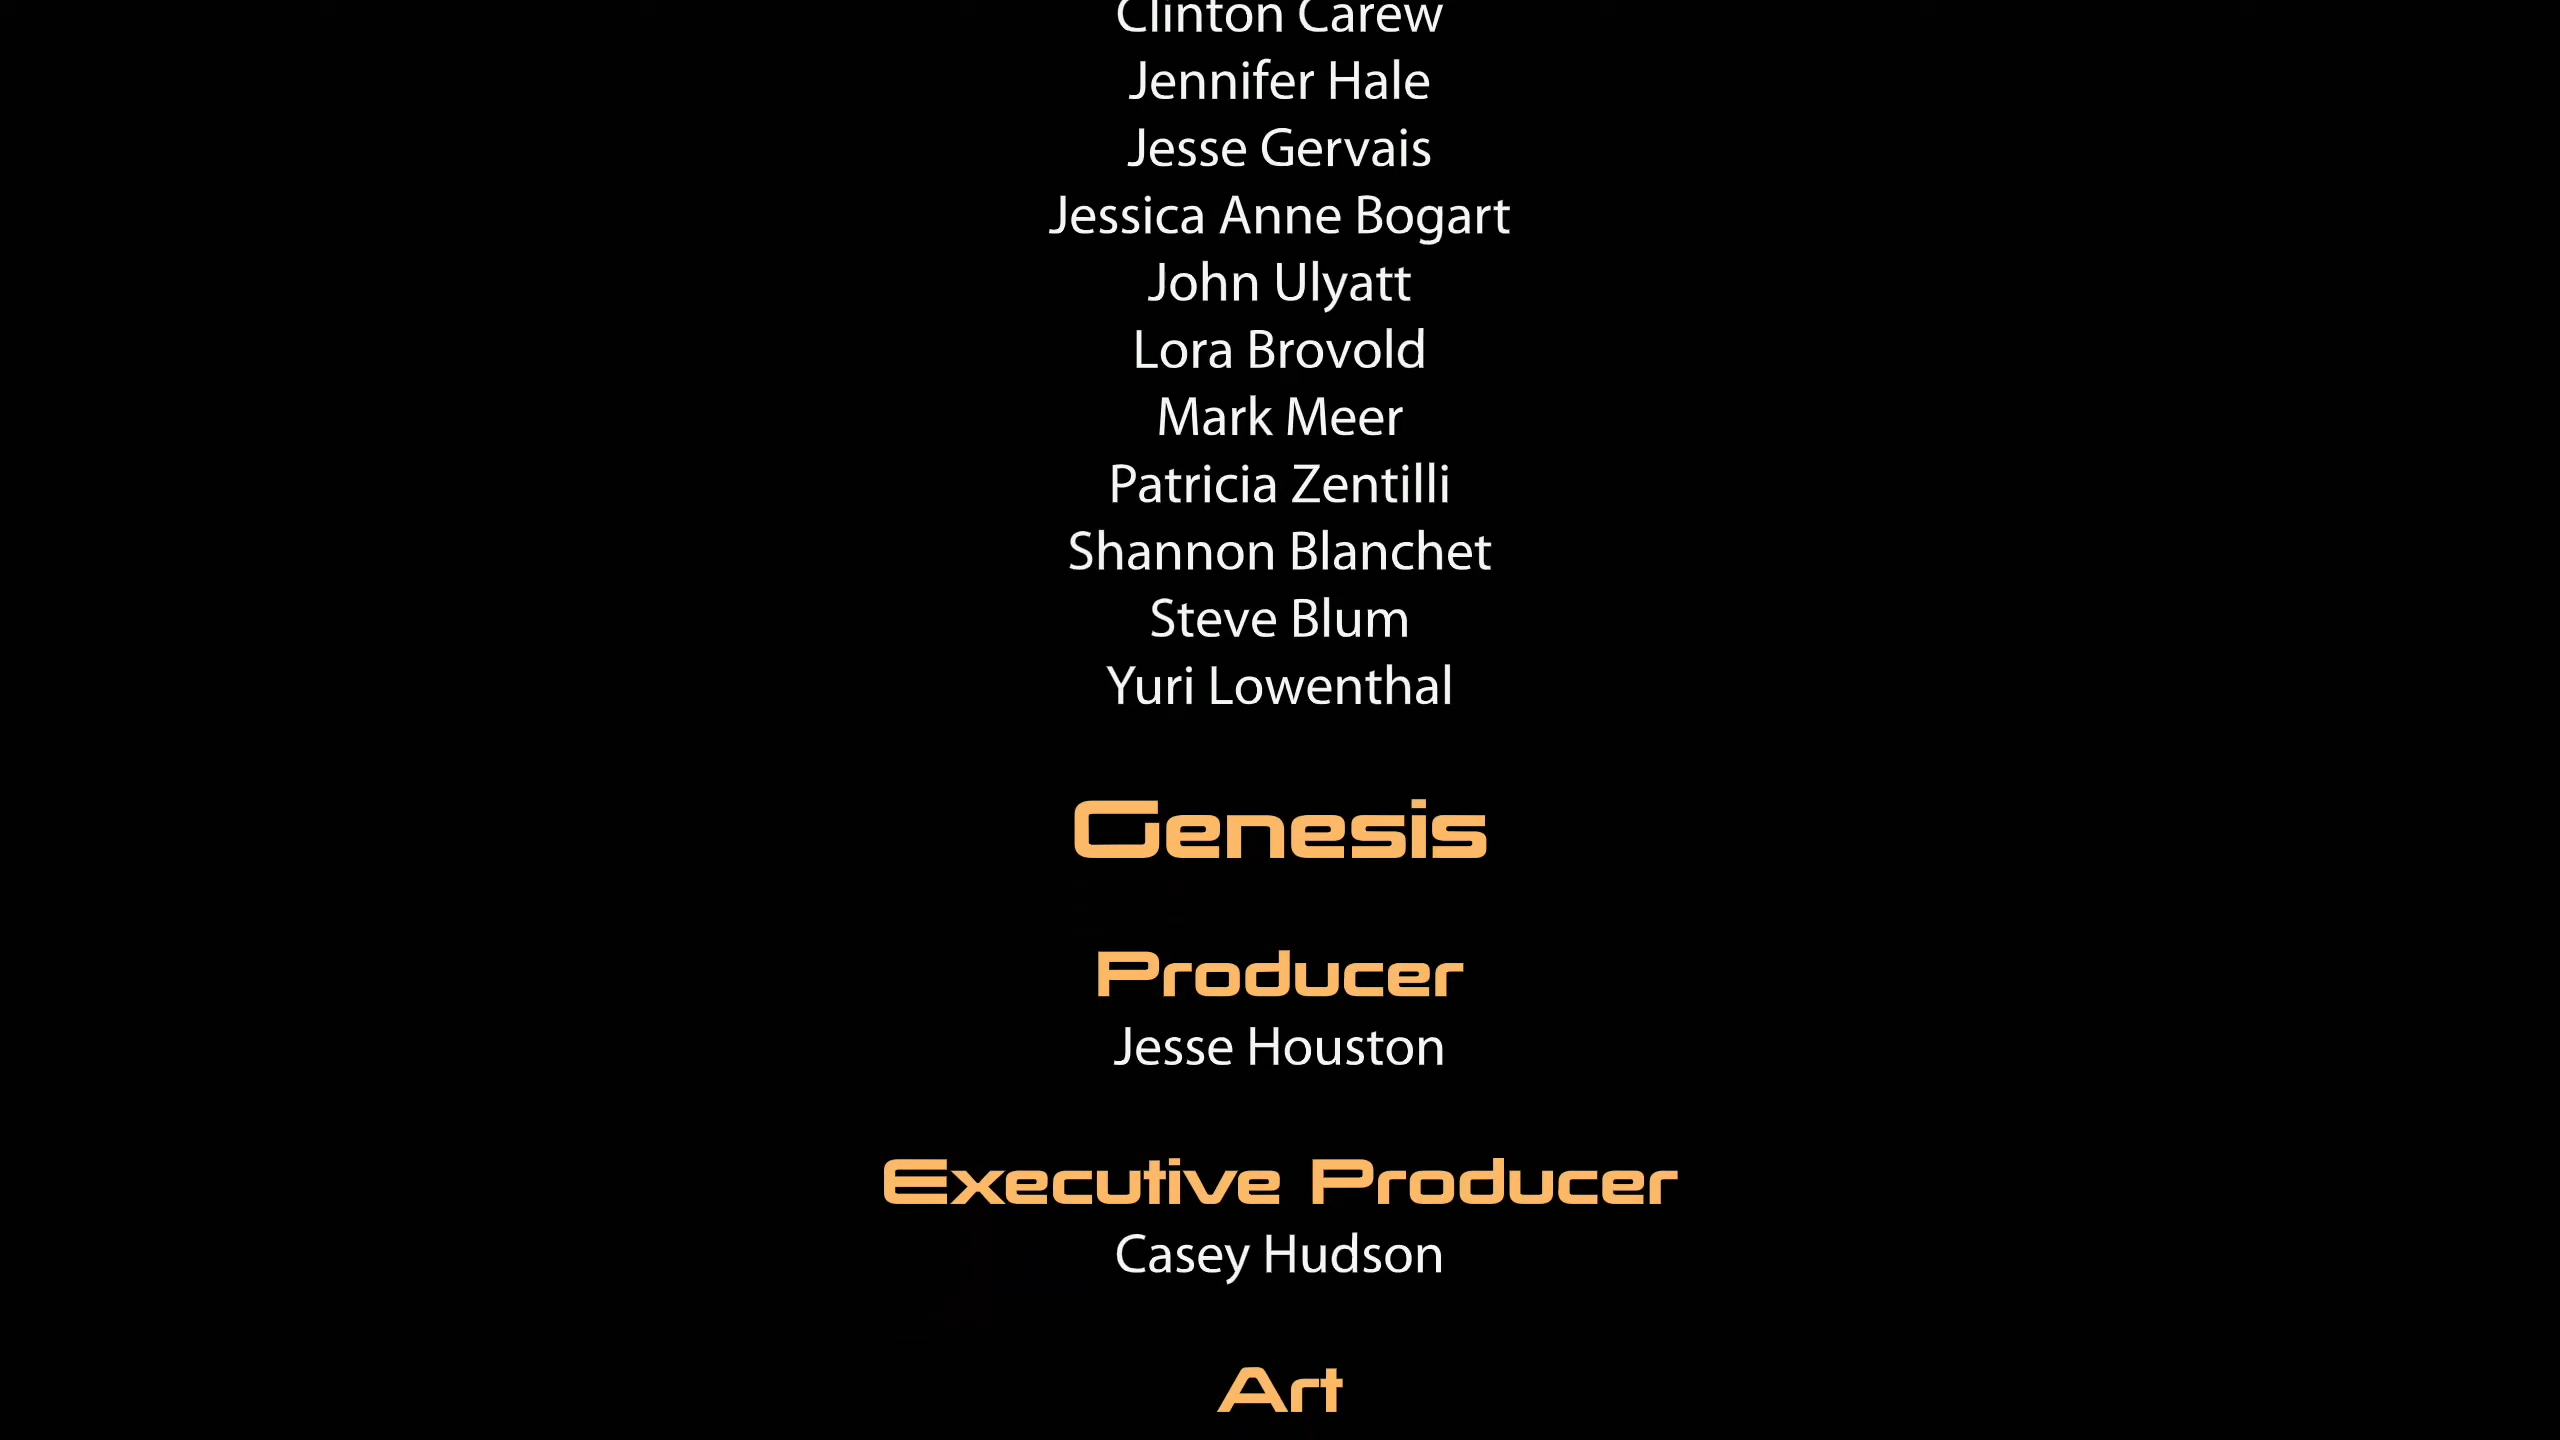 Clinton Carew
Jennifer Hale
Jesse Gervais
Jessica Anne Bogart
John Ulyatt
Lora Brovold
Mark Meer
Patricia Zentilli
Shannon Blanchet
Steve Blum
Yuri Lowenthal
Genesis
Producer
Jesse Houston
Executive Producer
Casey Hudson
Art